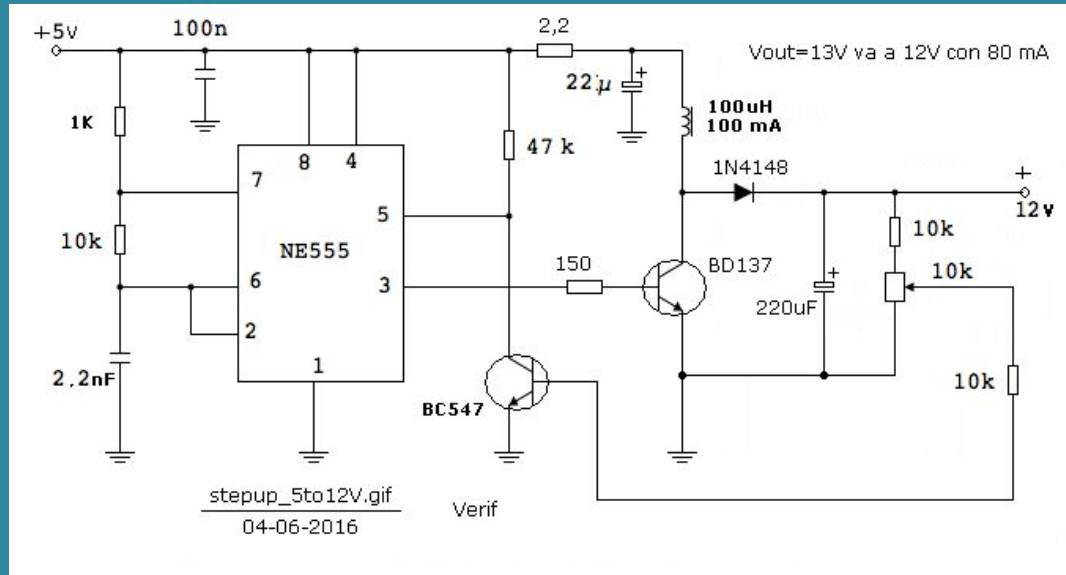 +5V
100n
2,2
Vout=13V va a 12V con 80 mA
22µ
+
100uH
100 mA
1K
47 k
8
4
1N4148
7
+
12V
5
10k
10k
NE555
BD137
10k
150
6
3
+
220uF
2
1
2,2nF
10k
BC547
stepup_5to12V.gif
Verif
04-06-2016